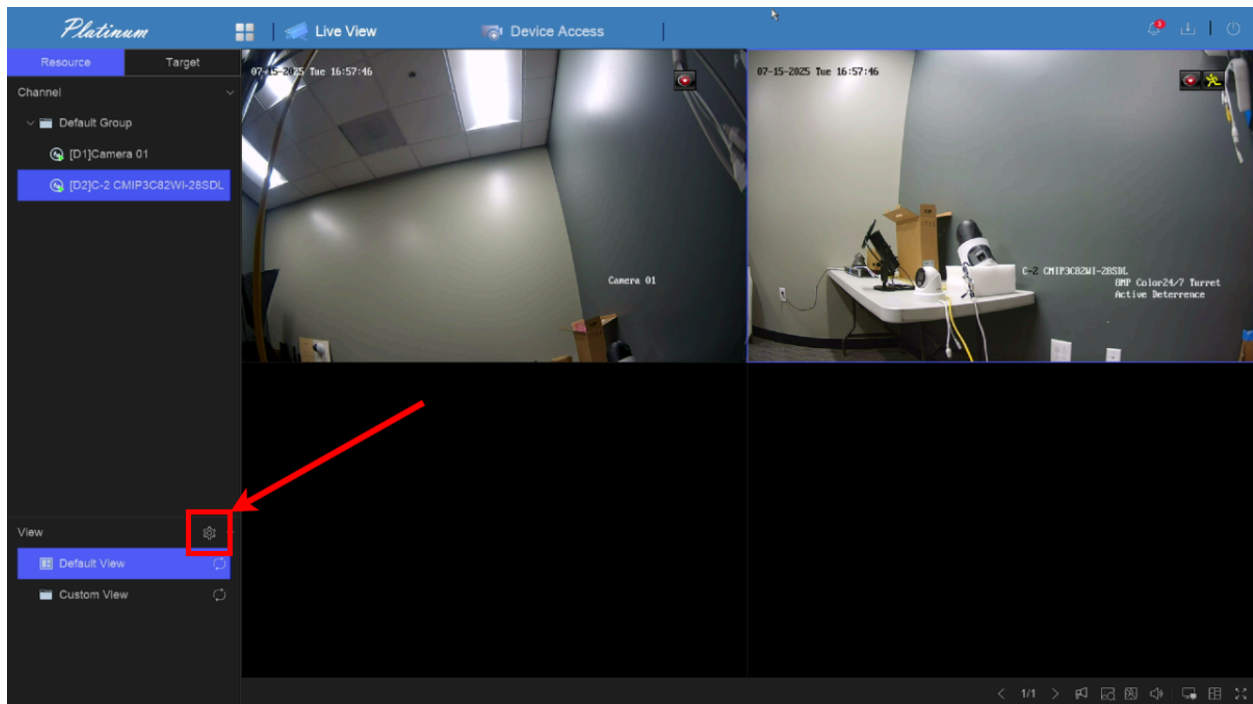 Platinum
Live View
Device Access
3
Resource Target
Channel
Default Group
[D1]Camera 01
[D2]C-2 CMIP3C82WI-28SDL
View
Default View
Custom View
07-15-2025 Tue 16:57:46
Camera 01
07-15-2025 Tue 16:57:46
C-2 CMIP3C82WI-28SDL
8MP Color24/7 Turret
Active Deterrence
1/1